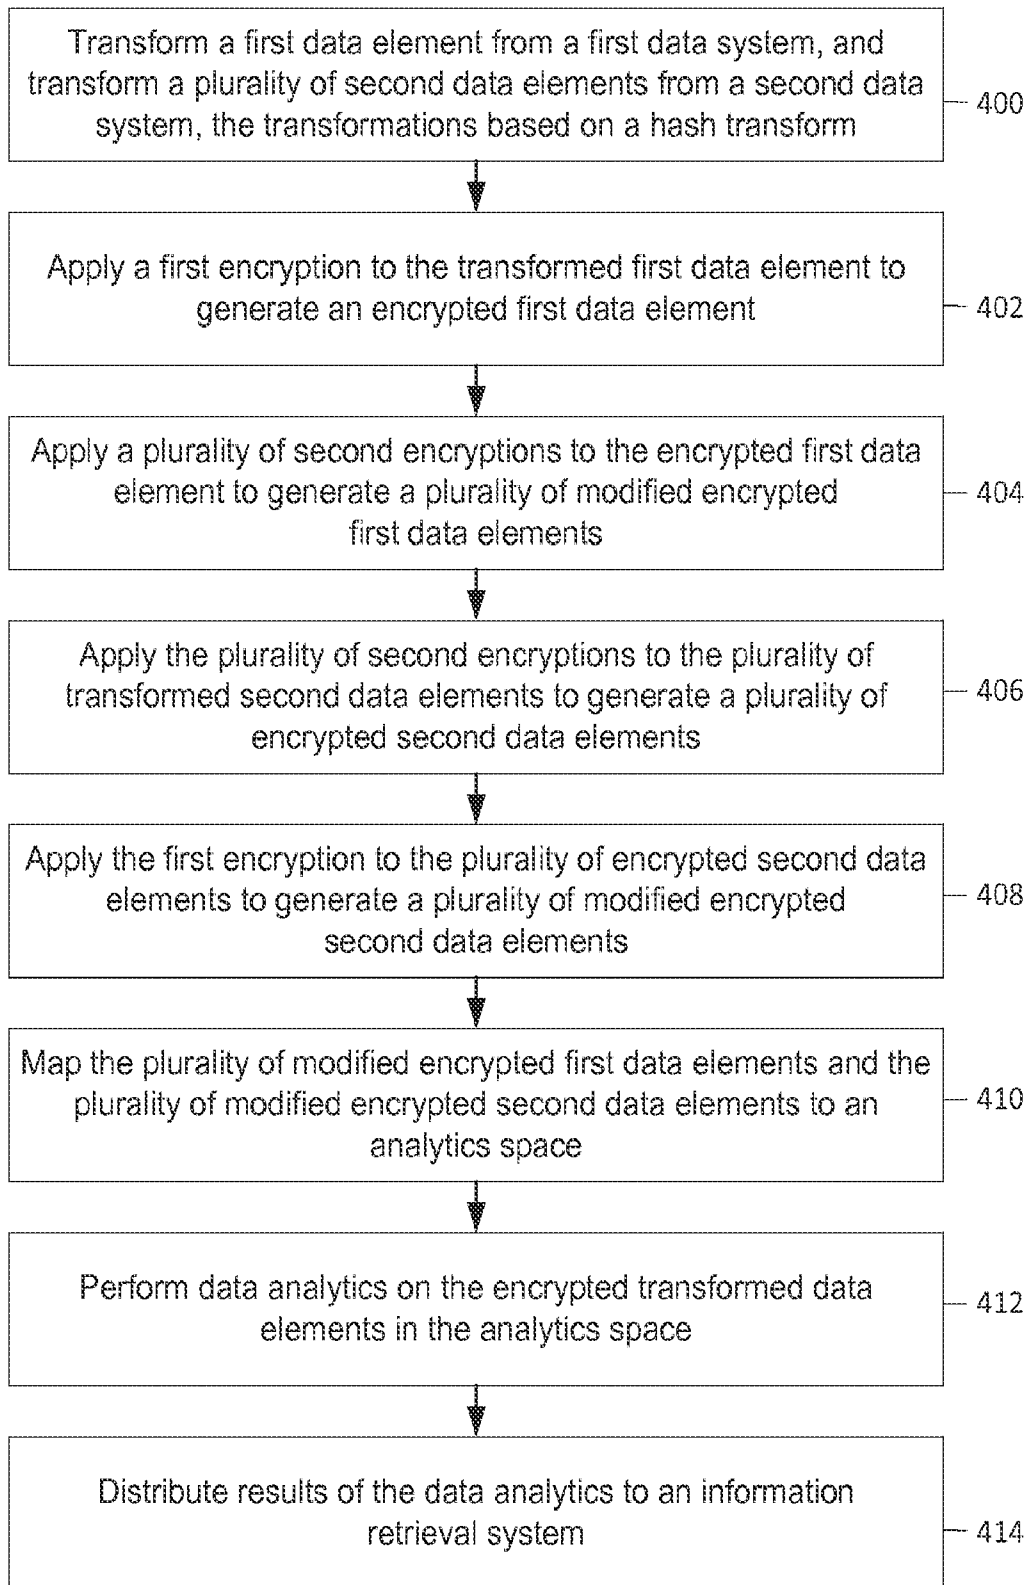 Transform a first data element from a first data system, and
transform a plurality of second data elements from a second data
system, the transformations based on a hash transform
400
Apply a first encryption to the transformed first data element to
generate an encrypted first data element
402
Apply a plurality of second encryptions to the encrypted first data
element to generate a plurality of modified encrypted
first data elements
404
Apply the plurality of second encryptions to the plurality of
transformed second data elements to generate a plurality of
encrypted second data elements
406
Apply the first encryption to the plurality of encrypted second data
elements to generate a plurality of modified encrypted
second data elements
408
Map the plurality of modified encrypted first data elements and the
plurality of modified encrypted second data elements to an
analytics space
410
Perform data analytics on the encrypted transformed data
elements in the analytics space
412
Distribute results of the data analytics to an information
retrieval system
414